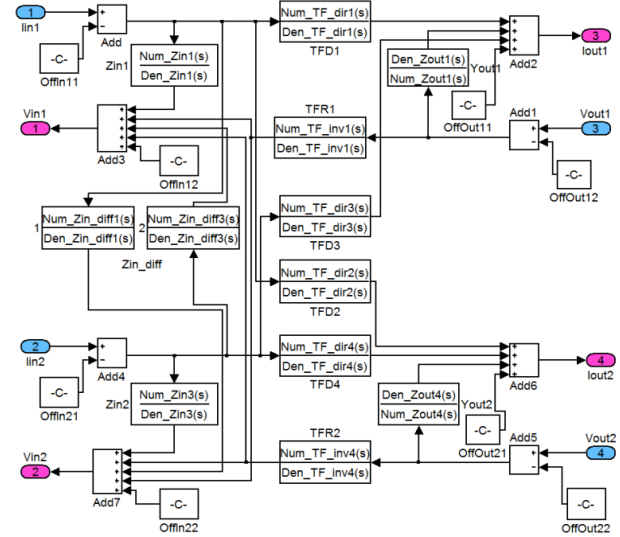 1
Iin1
Add
-C-
OffIn11
Num_Zin1(s)
Den_Zin1(s)
Zin1
Num_TF_dir1(s)
Den_TF_dir1(s)
TFD1
Den_Zout1(s)
Num_Zout1(s)
Yout1
Add2
3
Iout1
-C-
OffOut11
Vin1
1
Add3
-C-
OffIn12
TFR1
Num_TF_inv1(s)
Den_TF_inv1(s)
Add1
Vout1
3
-C-
OffOut12
1
Num_Zin_diff1(s)
Den_Zin_diff1(s)
2
Num_Zin_diff3(s)
Den_Zin_diff3(s)
Zin_diff
Num_TF_dir3(s)
Den_TF_dir3(s)
TFD3
Num_TF_dir2(s)
Den_TF_dir2(s)
TFD2
2
Iin2
Add4
-C-
OffIn21
Num_Zin3(s)
Den_Zin3(s)
Zin2
Num_TF_dir4(s)
Den_TF_dir4(s)
TFD4
Den_Zout4(s)
Num_Zout4(s)
Yout2
Add6
4
Iout2
-C-
OffOut21
Vin2
2
Add7
-C-
OffIn22
TFR2
Num_TF_inv4(s)
Den_TF_inv4(s)
Add5
Vout2
4
-C-
OffOut22